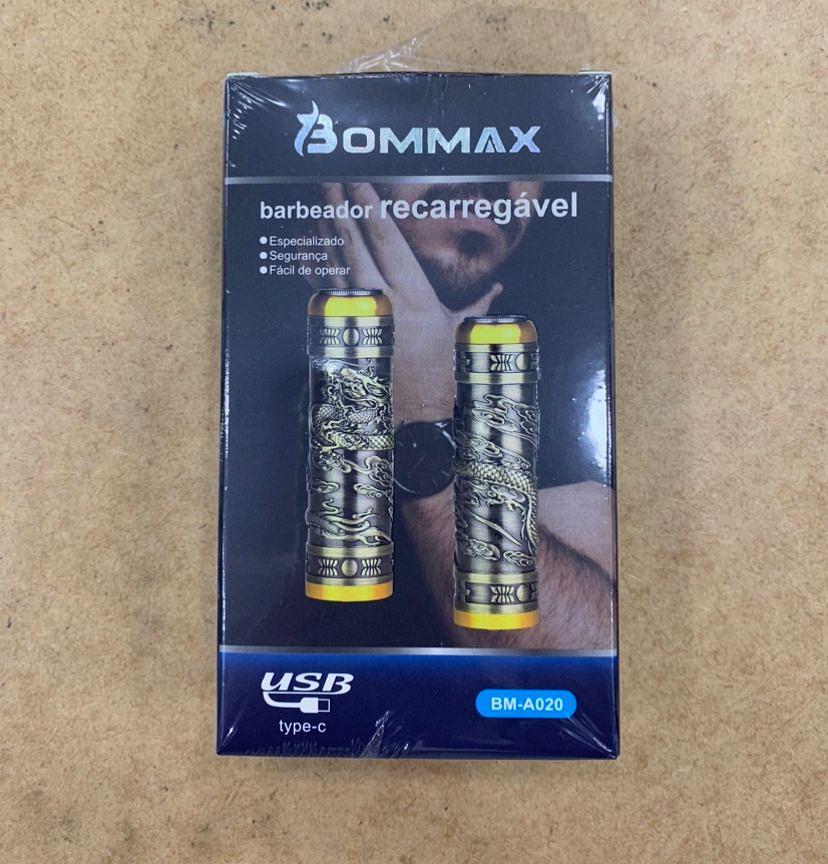 BOMMAX
barbeador recarregável
● Especializado
● Segurança
● Fácil de operar
USB
type-c
BM-A020